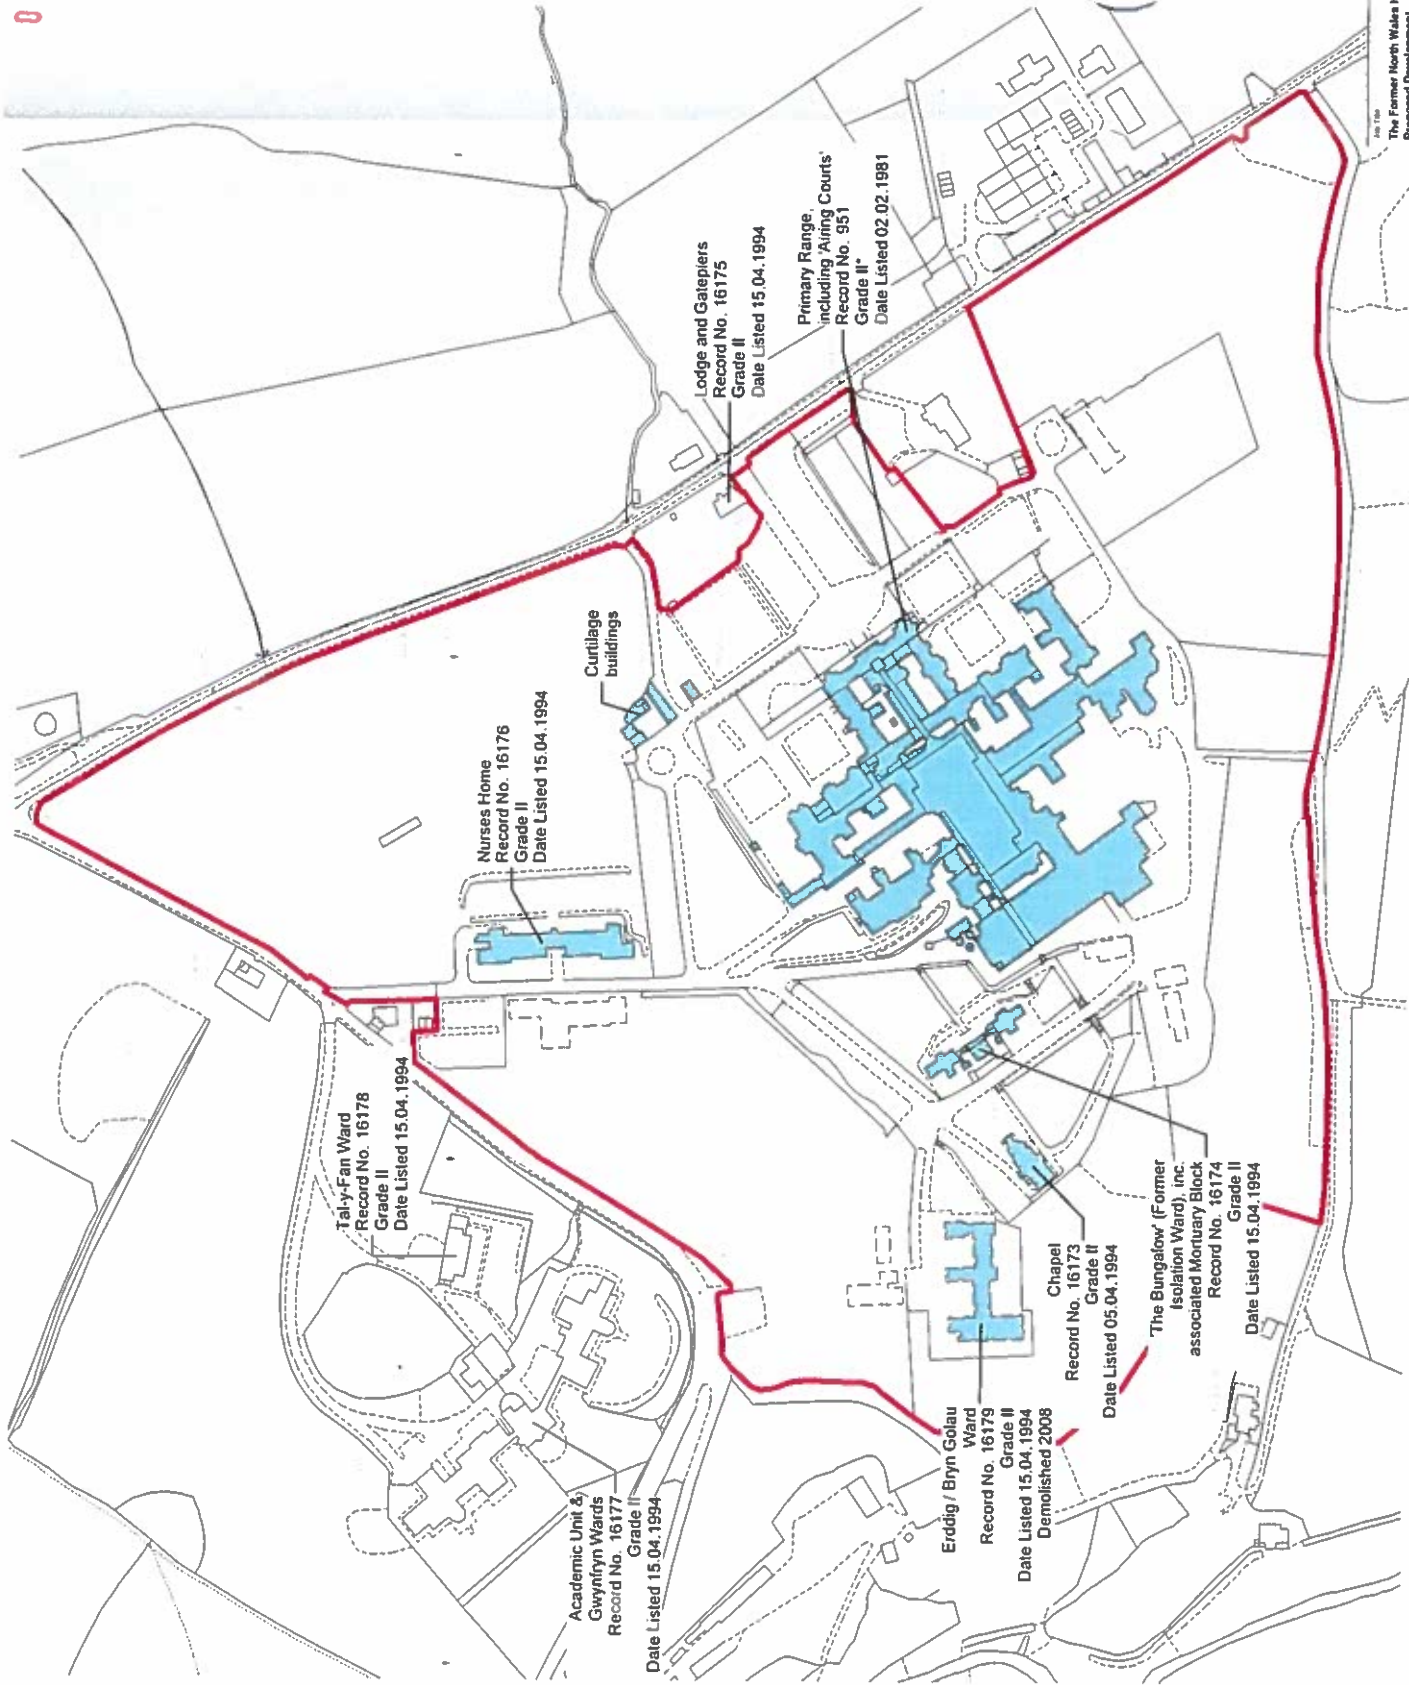 Tal-y-Fan Ward
Record No. 16178
Grade II
Date Listed 15.04.1994
Academic Unit &
Gwynfryn Wards
Record No. 16177
Grade II
Date Listed 15.04.1994
Nurses Home
Record No. 16176
Grade II
Date Listed 15.04.1994
Curtilage
buildings
Lodge and Gatepiers
Record No. 16175
Grade II
Date Listed 15.04.1994
Primary Range,
including 'Airing Courts'
Record No. 951
Grade II*
Date Listed 02.02.1981
Erddig / Bryn Golau
Ward
Record No. 16179
Grade II
Date Listed 15.04.1994
Demolished 2008
Chapel
Record No. 16173
Grade II
Date Listed 05.04.1994
'The Bungalow' (Former
Isolation Ward), inc.
associated Mortuary Block
Record No. 16174
Grade II
Date Listed 15.04.1994
Job Title
The Former North Wales
Proposed Development